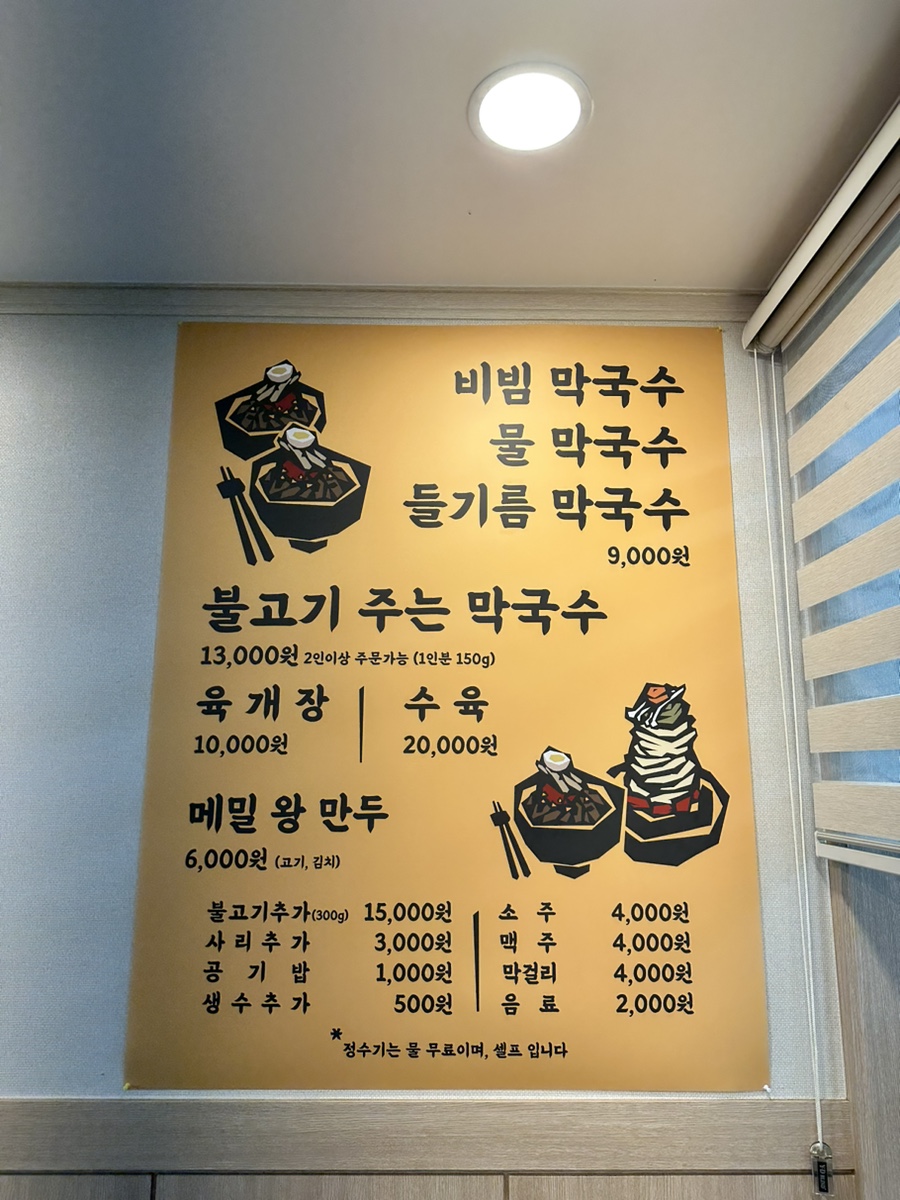 비빔 막국수
물 막국수
들기름 막국수
9,000원
불고기 주는 막국수
13,000원 2인이상 주문가능 (1인분 150g)
육개장 수육
10,000원 20,000원
메밀 왕 만두
6,000원 (고기, 김치)
불고기추가(300g) 15,000원 소주 4,000원
사리추가 3,000원 맥주 4,000원
공기밥 1,000원 막걸리 4,000원
생수추가 500원 음료 2,000원
*정수기는 물 무료이며, 셀프 입니다